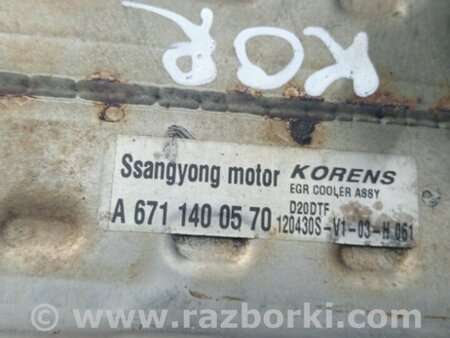 KOR
Ssangyong motor KORENS
EGR COOLER ASSY
A 671 140 05 70 D20DTF
120430S-V1-03-H 061
www.razborki.com